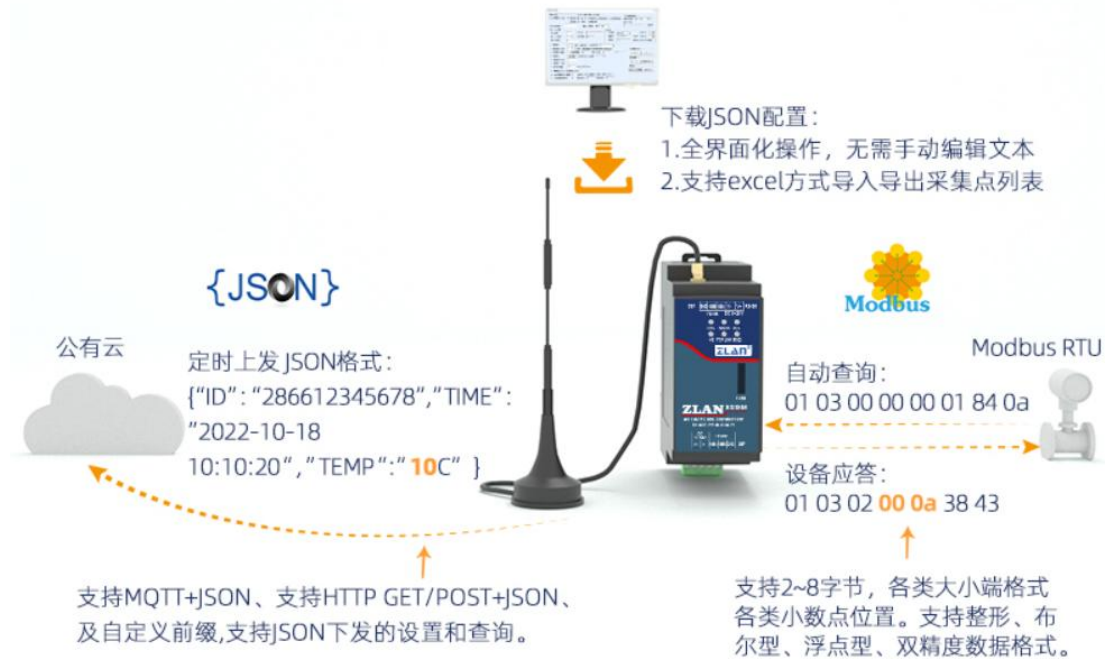 下载JSON配置：
1.全界面化操作，无需手动编辑文本
2.支持excel方式导入导出采集点列表
{JSON}
Modbus
公有云
定时上发 JSON格式：
{“ID”: “286612345678”,“TIME”:
”2022-10-18
10:10:20“, ” TEMP“:“10C” }
ZLAN
ZLAN
Modbus RTU
自动查询：
01 03 00 00 00 01 84 0a
设备应答：
01 03 02 00 0a 38 43
支持MQTT+JSON、支持HTTP GET/POST+JSON、
及自定义前缀,支持JSON下发的设置和查询。
支持2~8字节，各类大小端格式
各类小数点位置。支持整形、布
尔型、浮点型、双精度数据格式。